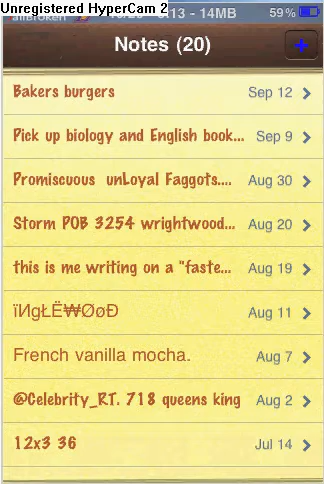 Unregistered HyperCam 2
14MB 59%
Notes (20) +
Bakers burgers Sep 12
Pick up biology and English book... Sep 9
Promiscuous unLoyal Faggots.... Aug 30
Storm POB 3254 wrightwood... Aug 20
this is me writing on a "faste... Aug 19
ïИgŁË₩ØøÐ Aug 11
French vanilla mocha. Aug 7
@Celebrity_RT. 718 queens king Aug 2
12x3 36 Jul 14